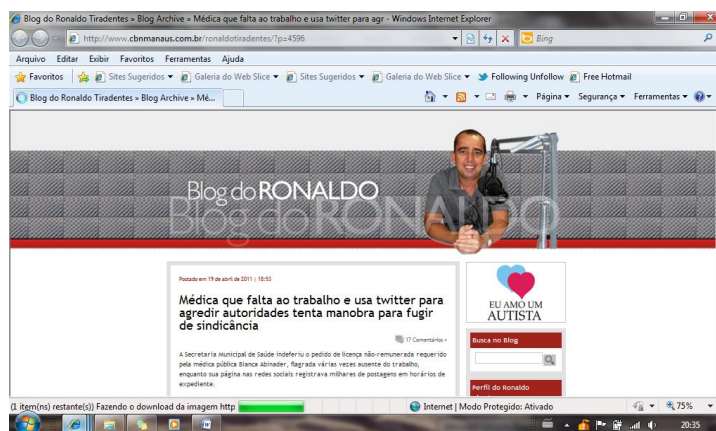 Blog do Ronaldo Tiradentes » Blog Archive » Médica que falta ao trabalho e usa twitter para agr - Windows Internet Explorer
http://www.cbnmanaus.com.br/ronaldotiradentes/?p=4596
Bing
Arquivo Editar Exibir Favoritos Ferramentas Ajuda
Favoritos Sites Sugeridos Galeria do Web Slice Sites Sugeridos Galeria do Web Slice Following Unfollow Free Hotmail
Blog do Ronaldo Tiradentes » Blog Archive » Mé... Página Segurança Ferramentas
Blog do RONALDO
Blog do RONALDO
Postado em 19 de abril de 2011 | 18:53
Médica que falta ao trabalho e usa twitter para
agredir autoridades tenta manobra para fugir
de sindicância
17 Comentários »
A Secretaria Municipal de Saúde indeferiu o pedido de licença não-remunerada requerido
pela médica pública Bianca Abinader, flagrada várias vezes ausente do trabalho,
enquanto sua página nas redes sociais registrava milhares de postagens em horários de
expediente.
EU AMO UM
AUTISTA
Busca no Blog
Perfil do Ronaldo
(1 item(ns) restante(s)) Fazendo o download da imagem http Internet | Modo Protegido: Ativado 75%
20:35